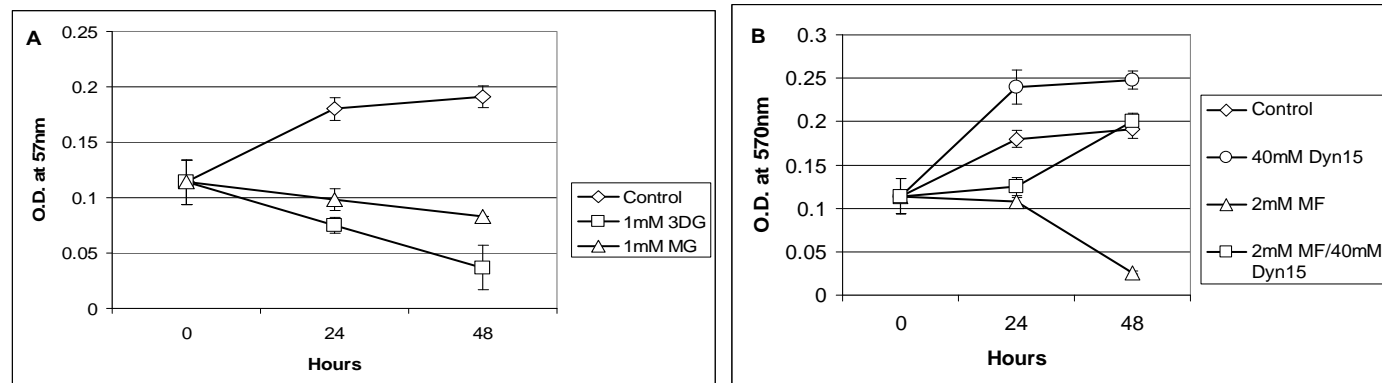 A
0.25
0.2
0.15
0.1
0.05
0
O.D. at 57nm
0 24 48
Hours
Control
1mM 3DG
1mM MG
B
0.3
0.25
0.2
0.15
0.1
0.05
0
O.D. at 570nm
0 24 48
Hours
Control
40mM Dyn15
2mM MF
2mM MF/40mM
Dyn15